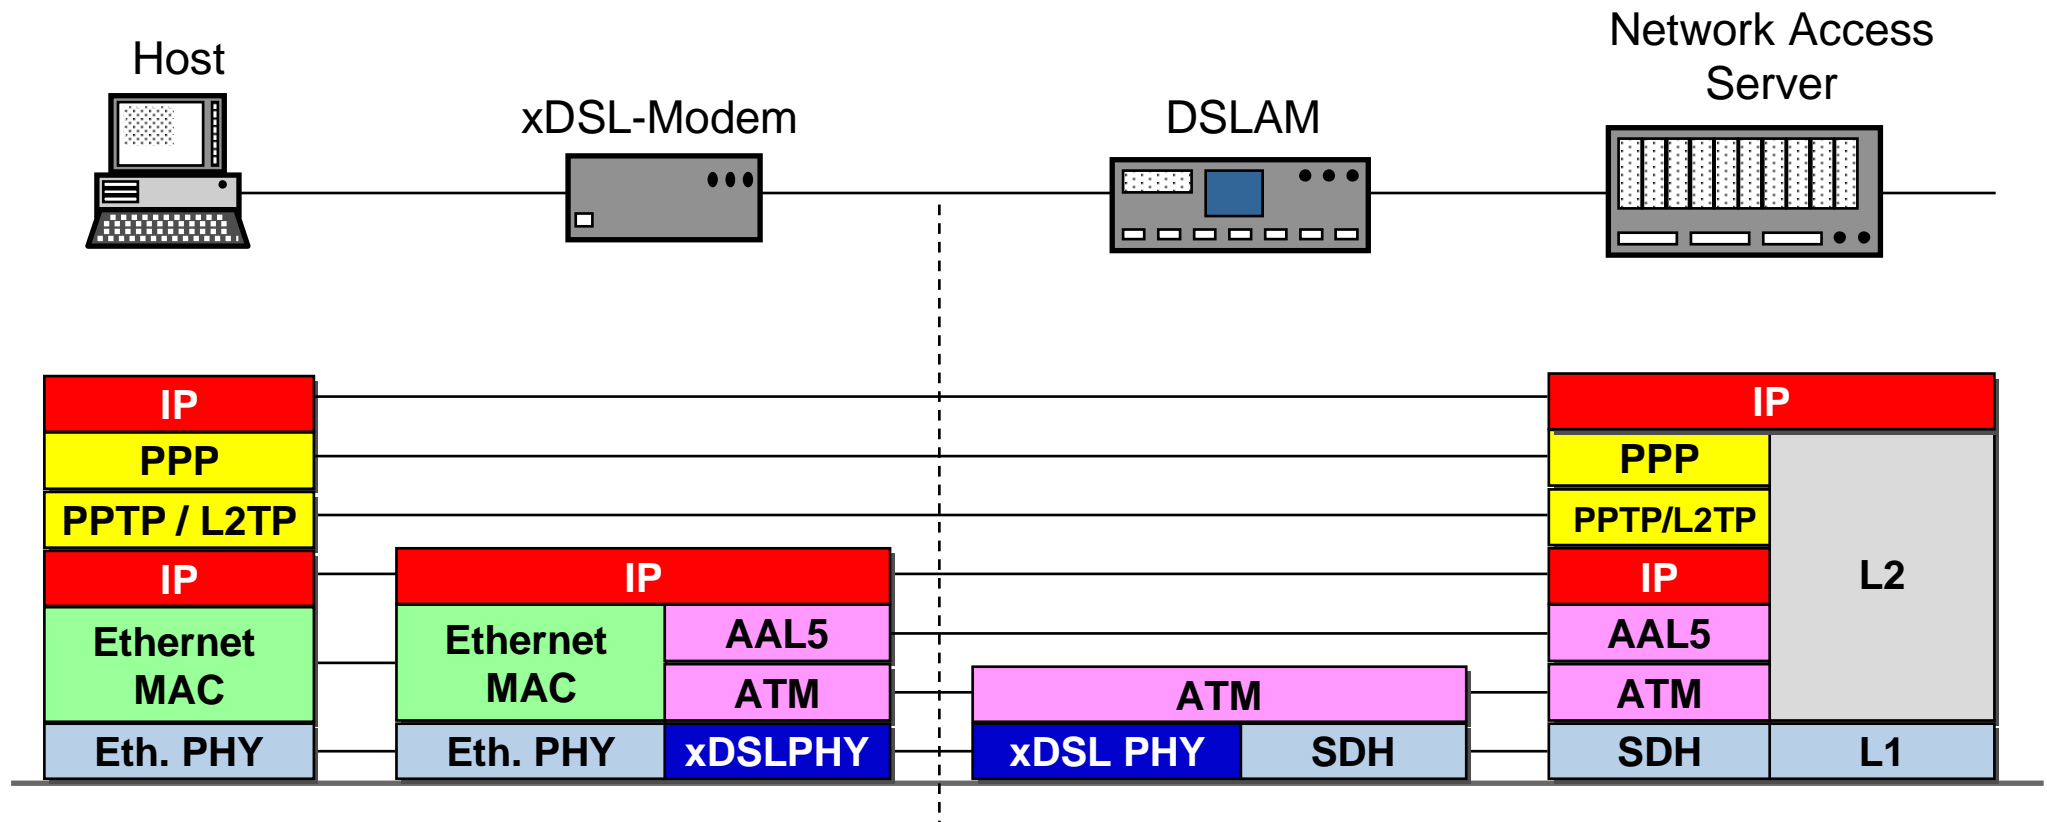 Host
xDSL-Modem
DSLAM
Network Access
Server
IP
PPP
PPTP / L2TP
IP
Ethernet
MAC
Eth. PHY
IP
Ethernet
MAC
AAL5
ATM
Eth. PHY
xDSLPHY
ATM
xDSL PHY
SDH
IP
PPP
PPTP/L2TP
IP
AAL5
ATM
SDH
L2
L1